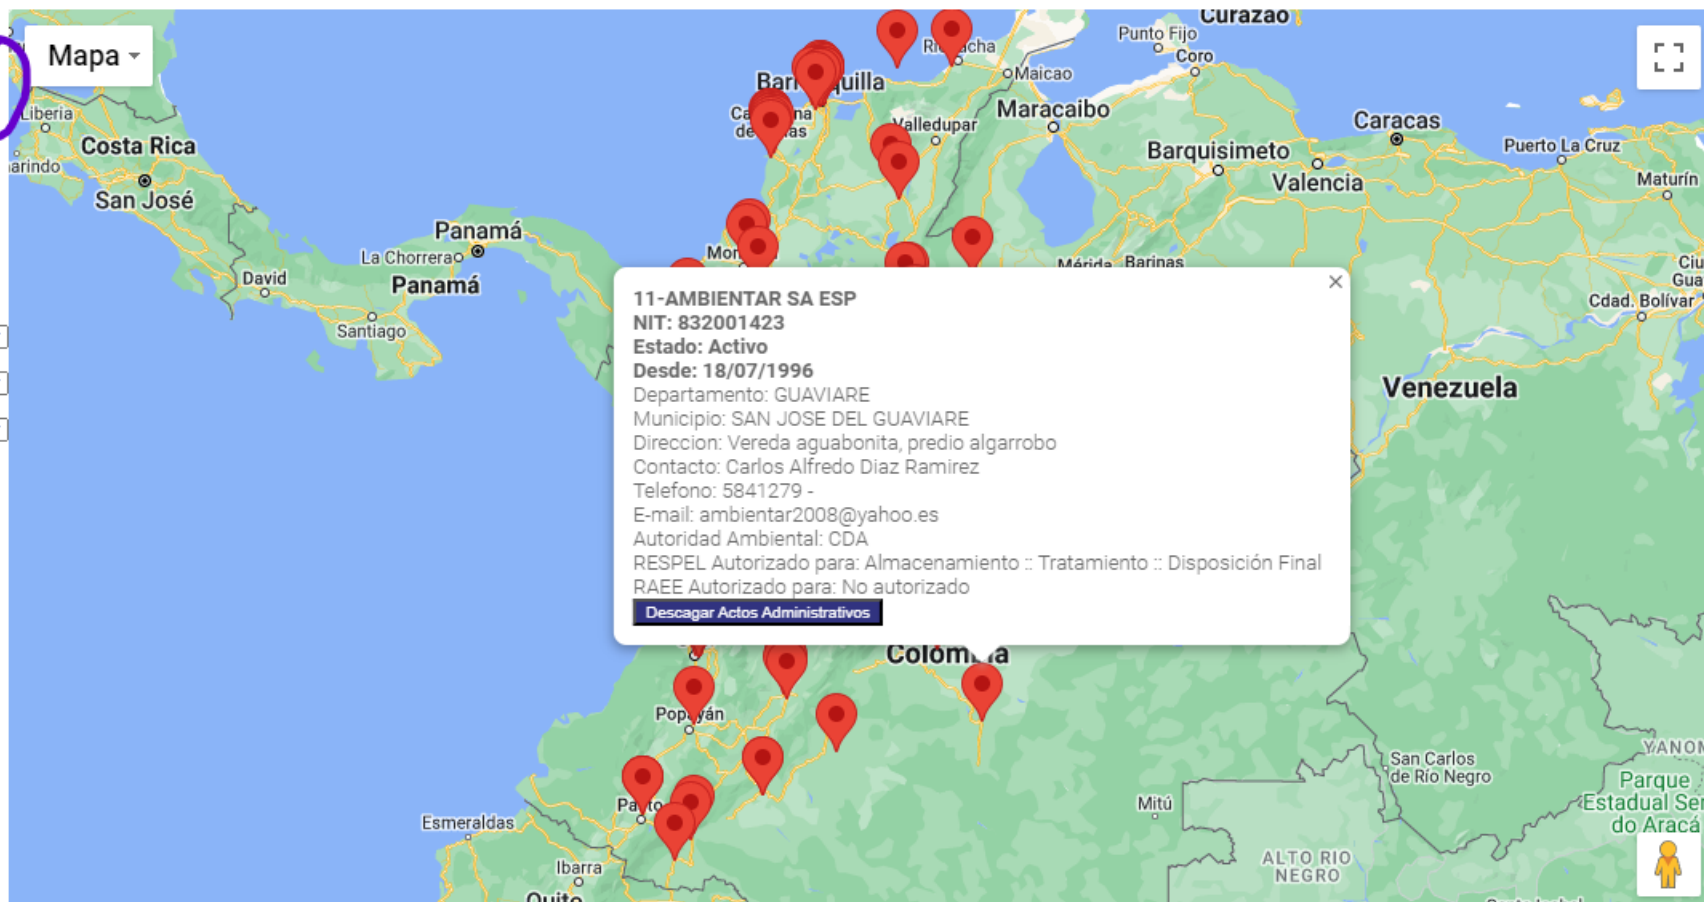 Curazao
Mapa
Punto Fijo
Coro
Maicao
Maracaibo
Liberia
Valledupar
Caracas
Costa Rica
Barquisimeto
Puerto La Cruz
Valencia
Maturín
San José
Panamá
La Chorrera
David
Panamá
Mérida
Barinas
Cdad. Bolívar
Santiago
11-AMBIENTAR SA ESP
NIT: 832001423
Estado: Activo
Desde: 18/07/1996
Departamento: GUAVIARE
Municipio: SAN JOSE DEL GUAVIARE
Direccion: Vereda aguabonita, predio algarrobo
Contacto: Carlos Alfredo Diaz Ramirez
Telefono: 5841279 -
E-mail: ambientar2008@yahoo.es
Autoridad Ambiental: CDA
RESPEL Autorizado para: Almacenamiento :: Tratamiento :: Disposición Final
RAEE Autorizado para: No autorizado
Descagar Actos Administrativos
Venezuela
Colombia
Popayán
San Carlos
de Río Negro
Parque
Estadual Ser
do Aracá
Mitú
Pasto
Esmeraldas
Ibarra
ALTO RIO
NEGRO
Quito